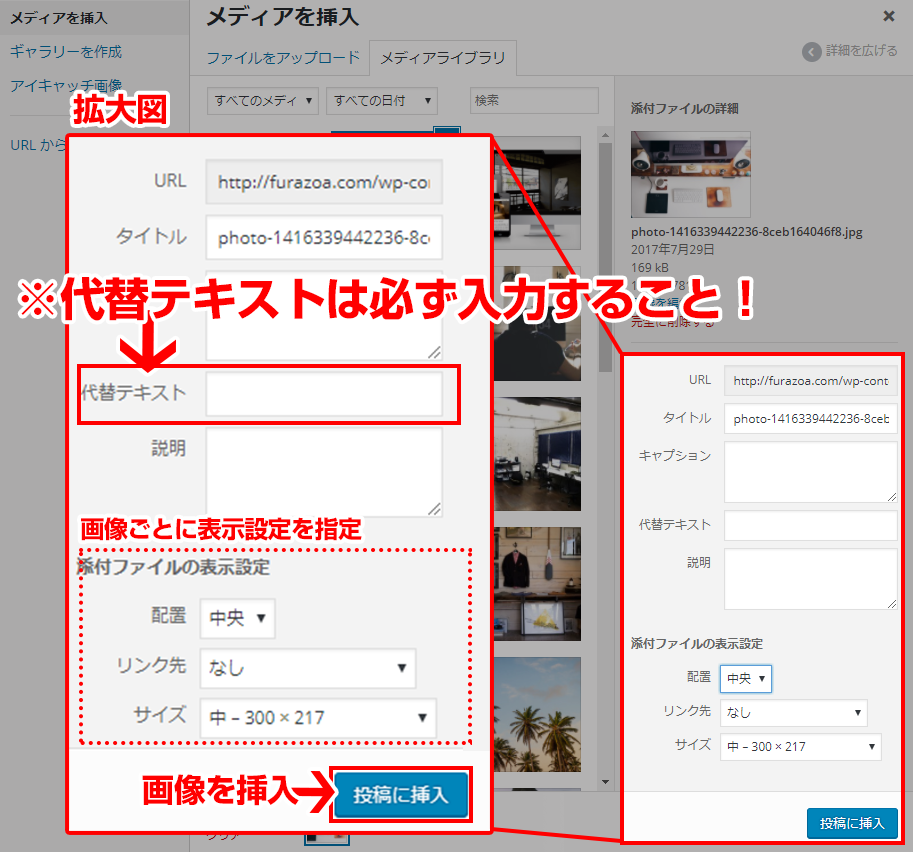 メディアを挿入
ギャラリーを作成
アイキャッチ画像
URL から
メディアを挿入
×
ファイルをアップロード
メディアライブラリ
詳細を広げる
すべてのメディ ▼
すべての日付 ▼
検索
拡大図
URL
http://furazoa.com/wp-co
タイトル
photo-1416339442236-8c
※代替テキストは必ず入力すること！
代替テキスト
説明
画像ごとに表示設定を指定
添付ファイルの表示設定
配置
中央 ▼
リンク先
なし ▼
サイズ
中 – 300 × 217 ▼
画像を挿入→
投稿に挿入
添付ファイルの詳細
photo-1416339442236-8ceb164046f8.jpg
2017年7月29日
169 kB
完全に削除する
URL
http://furazoa.com/wp-cont
タイトル
photo-1416339442236-8ceb
キャプション
代替テキスト
説明
添付ファイルの表示設定
配置
中央 ▼
リンク先
なし ▼
サイズ
中 – 300 × 217 ▼
投稿に挿入